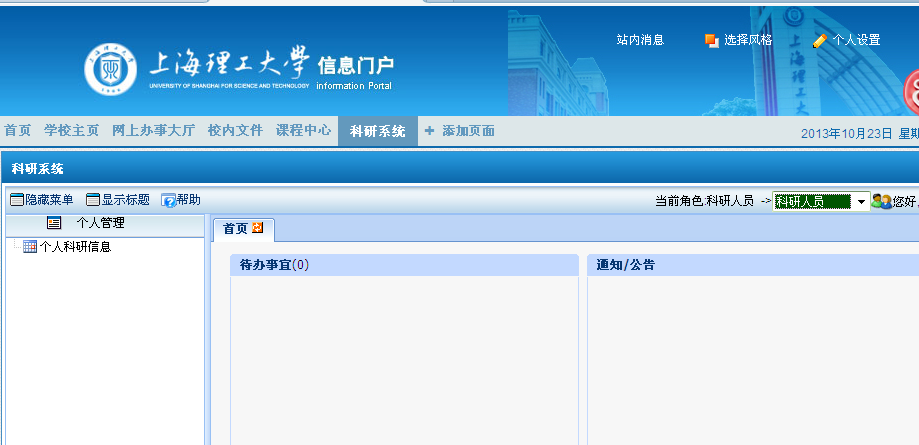 站内消息 选择风格 个人设置
上海理工大学 信息门户
UNIVERSITY OF SHANGHAI FOR SCIENCE AND TECHNOLOGY information Portal
上海理工大
首页 学校主页 网上办事大厅 校内文件 课程中心 科研系统 + 添加页面 2013年10月23日 星期
科研系统
隐藏菜单 显示标题 帮助 当前角色:科研人员 -> 科研人员 您好,
个人管理
首页
个人科研信息
待办事宜(0) 通知/公告